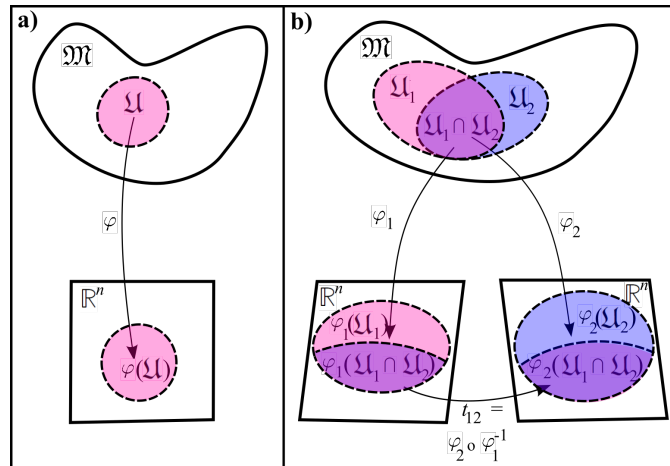 a)
𝔐
𝔘
φ
ℝⁿ
φ(𝔘)
b)
𝔐
𝔘₁
𝔘₂
𝔘₁ ∩ 𝔘₂
φ₁
φ₂
ℝⁿ
ℝⁿ
φ₁(𝔘₁)
φ₂(𝔘₂)
φ₁(𝔘₁ ∩ 𝔘₂)
φ₂(𝔘₁ ∩ 𝔘₂)
t₁₂ =
φ₂ o φ₁⁻¹